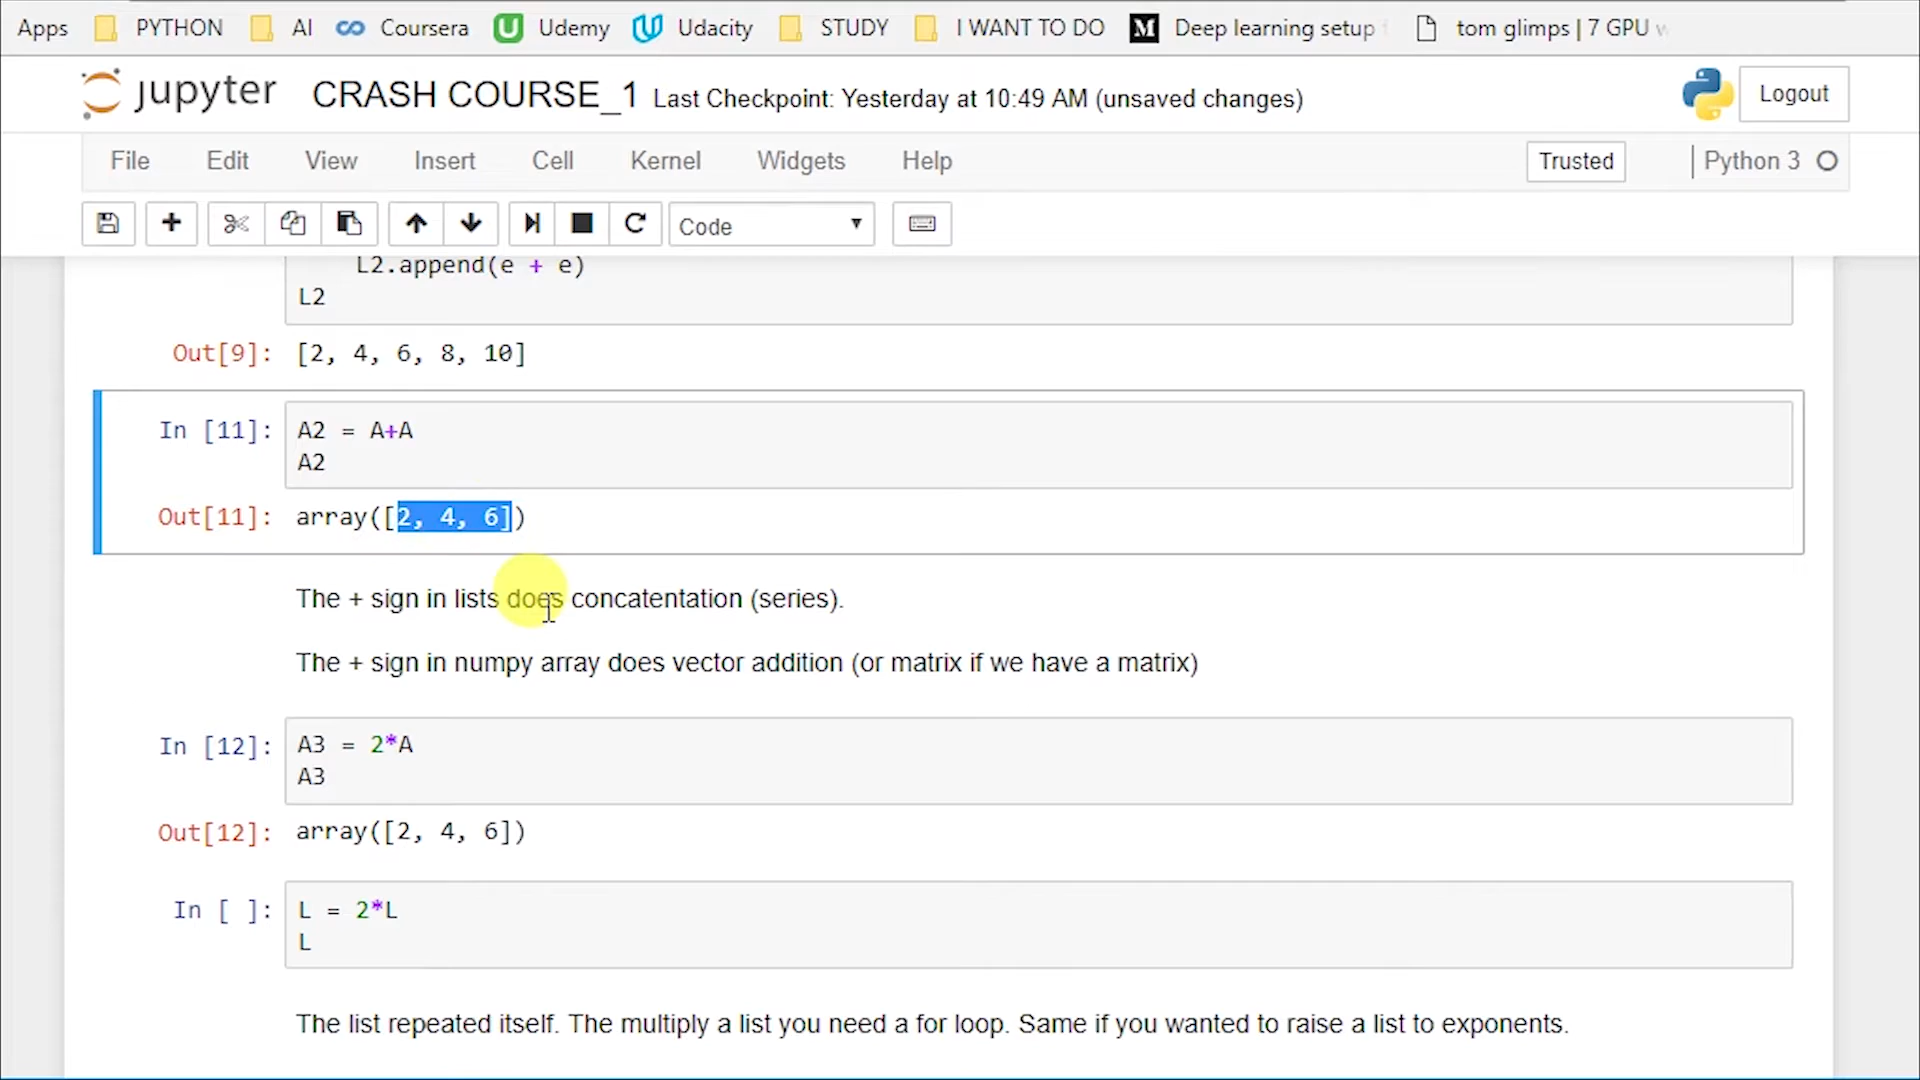 Apps PYTHON AI Coursera Udemy Udacity STUDY I WANT TO DO M Deep learning setup tom glimps | 7 GPU w
jupyter CRASH COURSE_1 Last Checkpoint: Yesterday at 10:49 AM (unsaved changes) Logout
File Edit View Insert Cell Kernel Widgets Help Trusted Python 3
Code
L2.append(e + e)
L2
Out[9]: [2, 4, 6, 8, 10]
In [11]: A2 = A+A
A2
Out[11]: array([2, 4, 6])
The + sign in lists does concatentation (series).
The + sign in numpy array does vector addition (or matrix if we have a matrix)
In [12]: A3 = 2*A
A3
Out[12]: array([2, 4, 6])
In [ ]: L = 2*L
L
The list repeated itself. The multiply a list you need a for loop. Same if you wanted to raise a list to exponents.